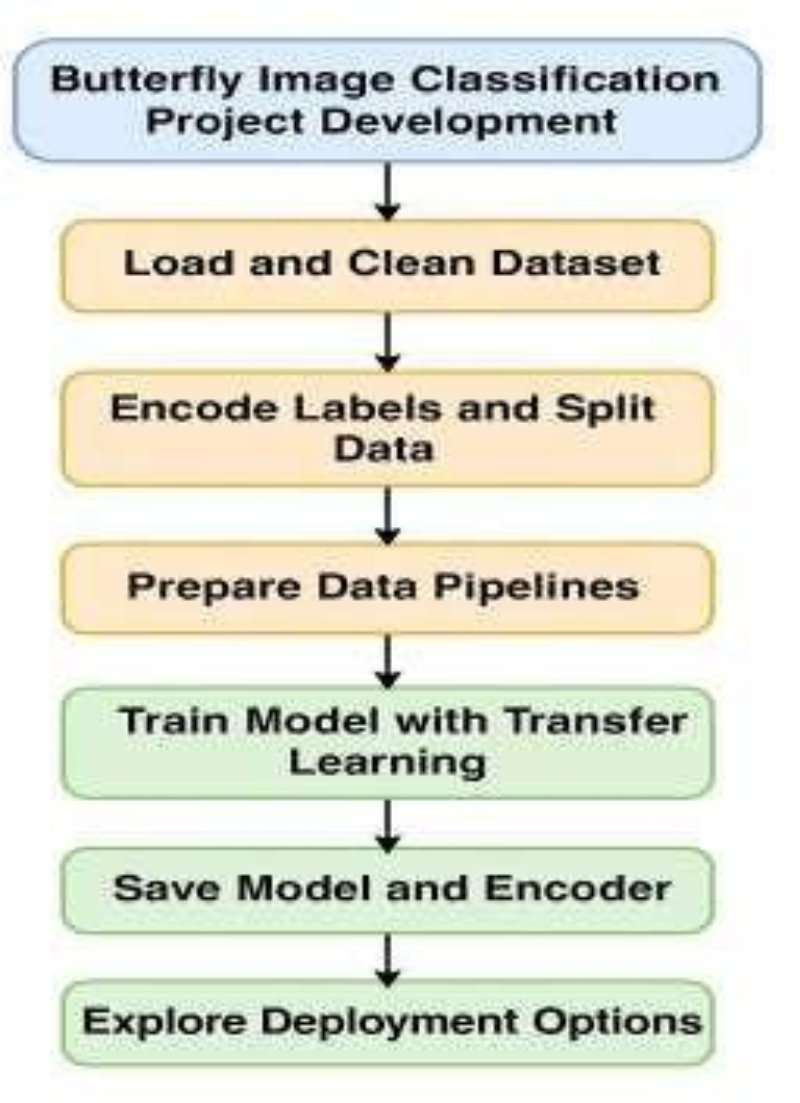 Butterfly Image Classification
Project Development
Load and Clean Dataset
Encode Labels and Split
Data
Prepare Data Pipelines
Train Model with Transfer
Learning
Save Model and Encoder
Explore Deployment Options